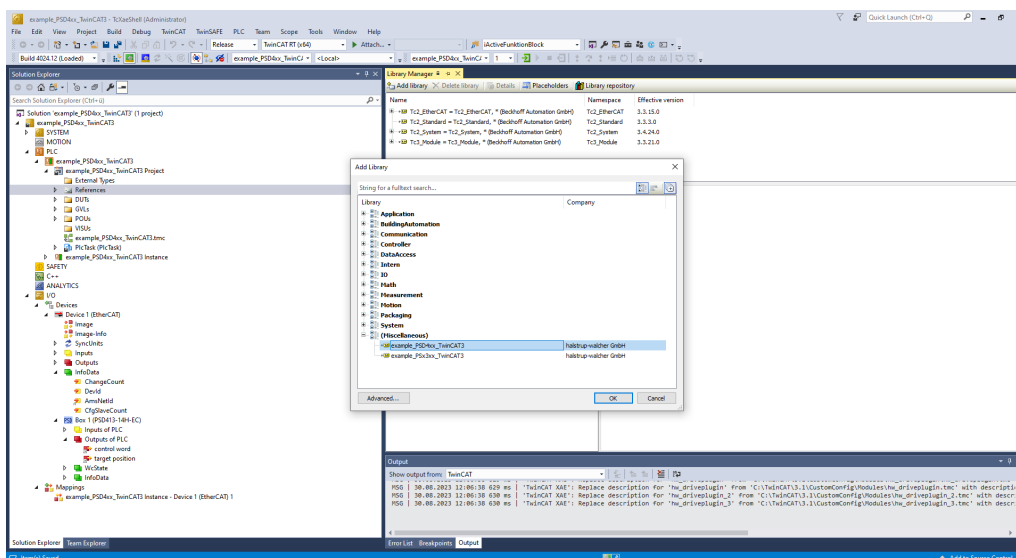 example_PSD4xx_TwinCAT3 - TcXaeShell (Administrator)
Quick Launch (Ctrl+Q)
File Edit View Project Build Debug TwinCAT TwinSAFE PLC Team Scope Tools Window Help
Release TwinCAT RT (x64) Attach... iActiveFunktionBlock
Build 4024.12 (Loaded) example_PSD4xx_TwinCA <Local> example_PSD4xx_TwinCA 1
Solution Explorer
Search Solution Explorer (Ctrl+ü)
Solution 'example_PSD4xx_TwinCAT3' (1 project)
example_PSD4xx_TwinCAT3
SYSTEM
MOTION
PLC
example_PSD4xx_TwinCAT3
example_PSD4xx_TwinCAT3 Project
External Types
References
DUTs
GVLs
POUs
VISUs
example_PSD4xx_TwinCAT3.tmc
PlcTask (PlcTask)
example_PSD4xx_TwinCAT3 Instance
SAFETY
C++
ANALYTICS
I/O
Devices
Device 1 (EtherCAT)
Image
Image-Info
SyncUnits
Inputs
Outputs
InfoData
ChangeCount
DevId
AmsNetId
CfgSlaveCount
Box 1 (PSD413-14H-EC)
Inputs of PLC
Outputs of PLC
control word
target position
WcState
InfoData
Mappings
example_PSD4xx_TwinCAT3 Instance - Device 1 (EtherCAT) 1
Solution Explorer Team Explorer
Library Manager
Add library Delete library Details Placeholders Library repository
Name Namespace Effective version
Tc2_EtherCAT = Tc2_EtherCAT, * (Beckhoff Automation GmbH) Tc2_EtherCAT 3.3.15.0
Tc2_Standard = Tc2_Standard, * (Beckhoff Automation GmbH) Tc2_Standard 3.3.3.0
Tc2_System = Tc2_System, * (Beckhoff Automation GmbH) Tc2_System 3.4.24.0
Tc3_Module = Tc3_Module, * (Beckhoff Automation GmbH) Tc3_Module 3.3.21.0
Add Library
String for a fulltext search...
Library Company
Application
BuildingAutomation
Communication
Controller
DataAccess
Intern
IO
Math
Measurement
Motion
Packaging
System
(Miscellaneous)
example_PSD4xx_TwinCAT3 halstrup-walcher GmbH
example_PSx3xx_TwinCAT3 halstrup-walcher GmbH
Advanced... OK Cancel
Output
Show output from: TwinCAT
MSG | 30.08.2023 12:06:38 629 ms | 'TwinCAT XAE': Replace description for 'hw_driveplugin' from 'C:\TwinCAT\3.1\CustomConfig\Modules\hw_driveplugin.tmc' with descripti
MSG | 30.08.2023 12:06:38 630 ms | 'TwinCAT XAE': Replace description for 'hw_driveplugin_2' from 'C:\TwinCAT\3.1\CustomConfig\Modules\hw_driveplugin_2.tmc' with descr
MSG | 30.08.2023 12:06:38 630 ms | 'TwinCAT XAE': Replace description for 'hw_driveplugin_3' from 'C:\TwinCAT\3.1\CustomConfig\Modules\hw_driveplugin_3.tmc' with descr
Error List Breakpoints Output
Item(s) Saved Add to Source Control